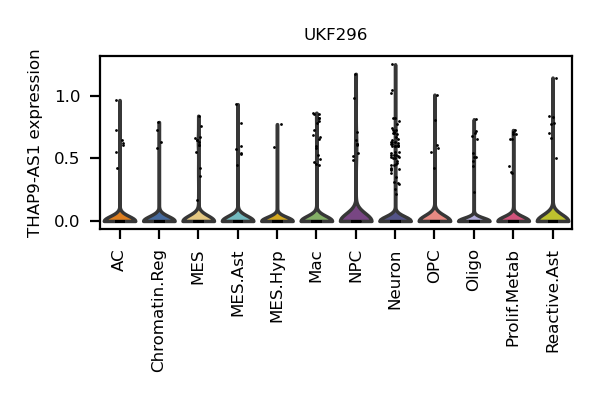 UKF296
THAP9-AS1 expression
1.0
0.5
0.0
AC
Chromatin.Reg
MES
MES.Ast
MES.Hyp
Mac
NPC
Neuron
OPC
Oligo
Prolif.Metab
Reactive.Ast